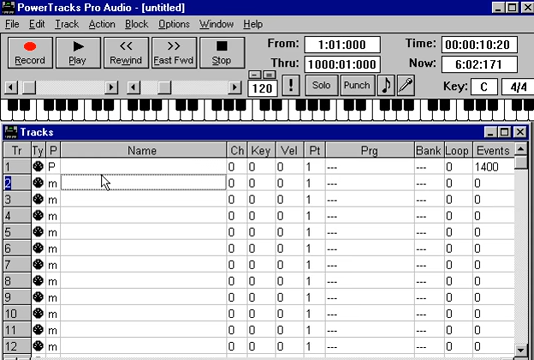 PowerTracks Pro Audio - [untitled]
File Edit Track Action Block Options Window Help
Record Play Rewind Fast Fwd Stop
From: 1:01:000 Time: 00:00:10:20
Thru: 1000:01:000 Now: 6:02:171
120 ! Solo Punch Key: C 4/4
Tracks
Tr Ty P Name Ch Key Vel Pt Prg Bank Loop Events
1 P 0 0 0 1 --- --- 0 1400
2 m 0 0 0 1 --- --- 0 0
3 m 0 0 0 1 --- --- 0 0
4 m 0 0 0 1 --- --- 0 0
5 m 0 0 0 1 --- --- 0 0
6 m 0 0 0 1 --- --- 0 0
7 m 0 0 0 1 --- --- 0 0
8 m 0 0 0 1 --- --- 0 0
9 m 0 0 0 1 --- --- 0 0
10 m 0 0 0 1 --- --- 0 0
11 m 0 0 0 1 --- --- 0 0
12 m 0 0 0 1 --- --- 0 0